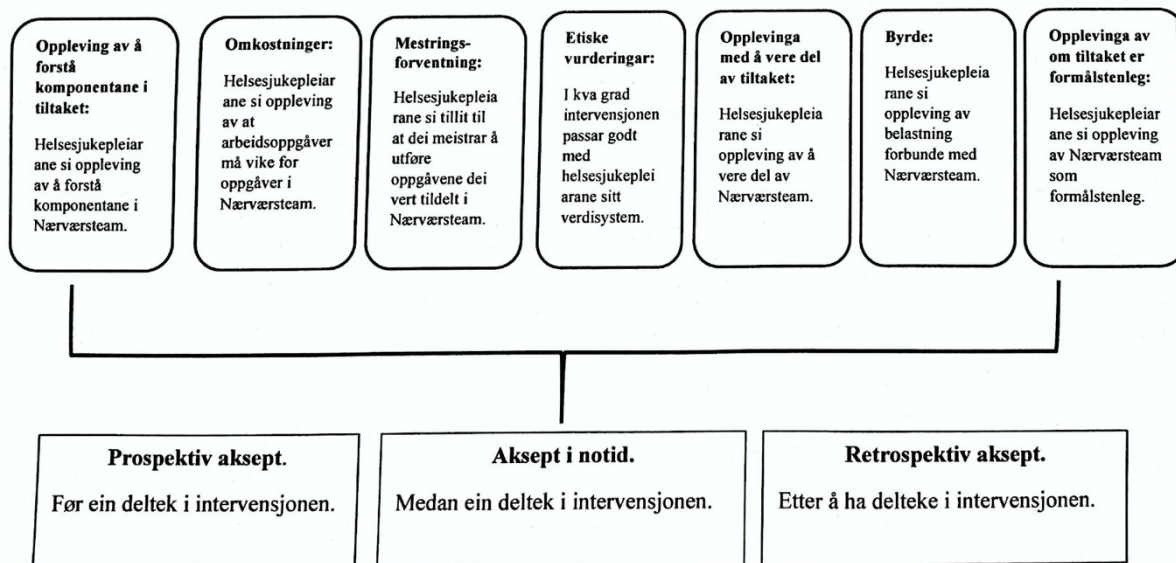 Oppleving av å
forstå
komponentane i
tiltaket:
Helsesjukepleiar
ane si oppleving
av å forstå
komponentane i
Nærværsteam.
Omkostninger:
Helsesjukepleiar
ane si oppleving
av at
arbeidsoppgåver
må vike for
oppgåver i
Nærværsteam.
Mestrings-
forventning:
Helsesjukepleia
rane si tillit til
at dei meistrar å
utføre
oppgåvene dei
vert tildelt i
Nærværsteam.
Etiske
vurderingar:
I kva grad
intervensjonen
passar godt
med
helsesjukeplei
arane sitt
verdisystem.
Opplevinga
med å vere del
av tiltaket:
Helsesjukepleia
rane si
oppleving av å
vere del av
Nærværsteam.
Byrde:
Helsesjukepleia
rane si
oppleving av
belastning
forbunde med
Nærværsteam.
Opplevinga av
om tiltaket er
formålstenleg:
Helsesjukepleiar
ane si oppleving
av Nærværsteam
som
formålstenleg.
Prospektiv aksept.
Før ein deltek i intervensjonen.
Aksept i notid.
Medan ein deltek i intervensjonen.
Retrospektiv aksept.
Etter å ha delteke i intervensjonen.